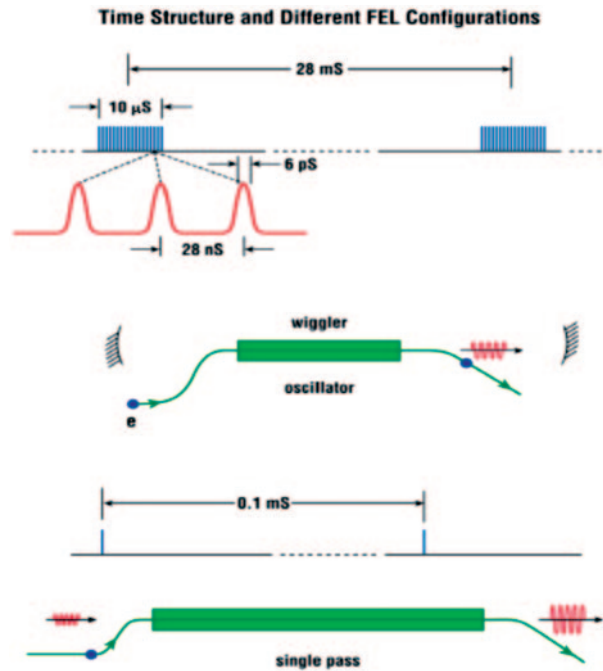 Time Structure and Different FEL Configurations
28 mS
10 μS
6 pS
28 nS
wiggler
oscillator
e
0.1 mS
single pass